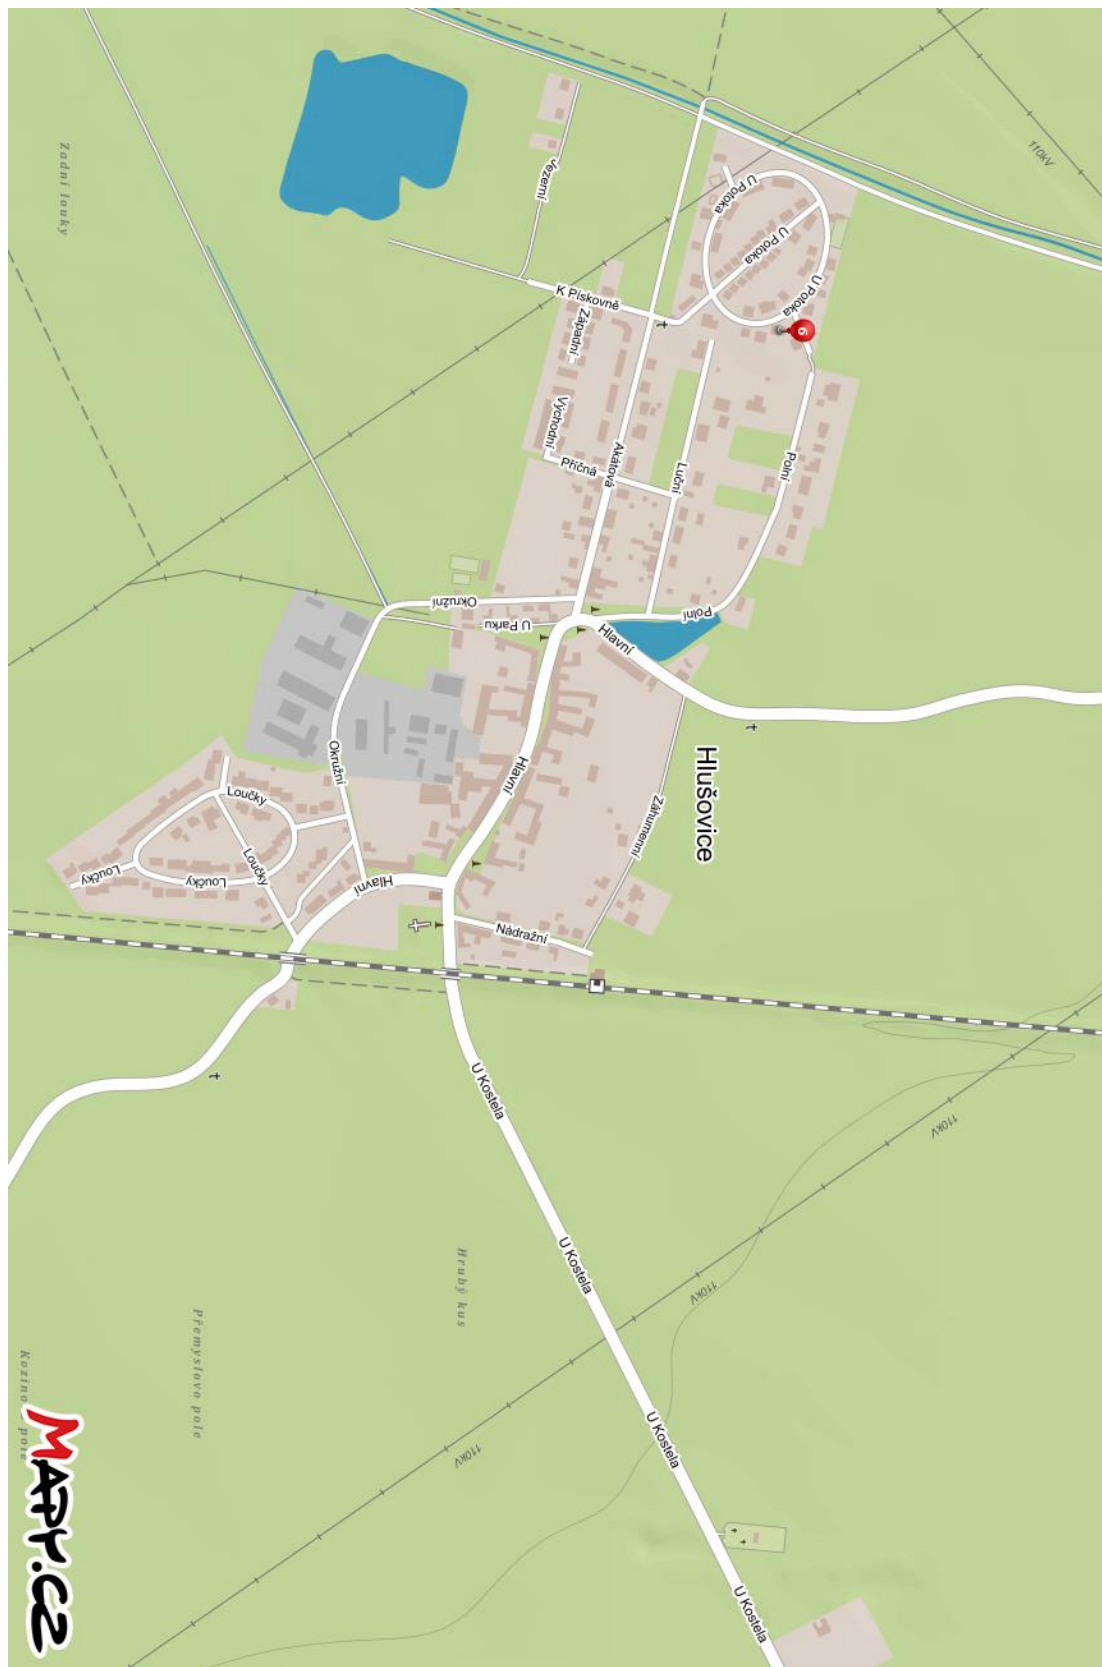 110kV
Zadní louky
Jezerní
U Potoka
U Potoka
U Potoka
U Potoka
K Pískovně
6
Západní
Východní
Příčná
Akátová
Luční
Polní
Okružní
U Parku
Polní
Hlavní
Hlušovice
Hlavní
Okružní
Záhumenní
Loučky
Loučky
Loučky
Loučky
Hlavní
Nádražní
U Kostela
110kV
Hrubý kus
U Kostela
110kV
Přemyslovo pole
U Kostela
110kV
U Kostela
Mapy.cz